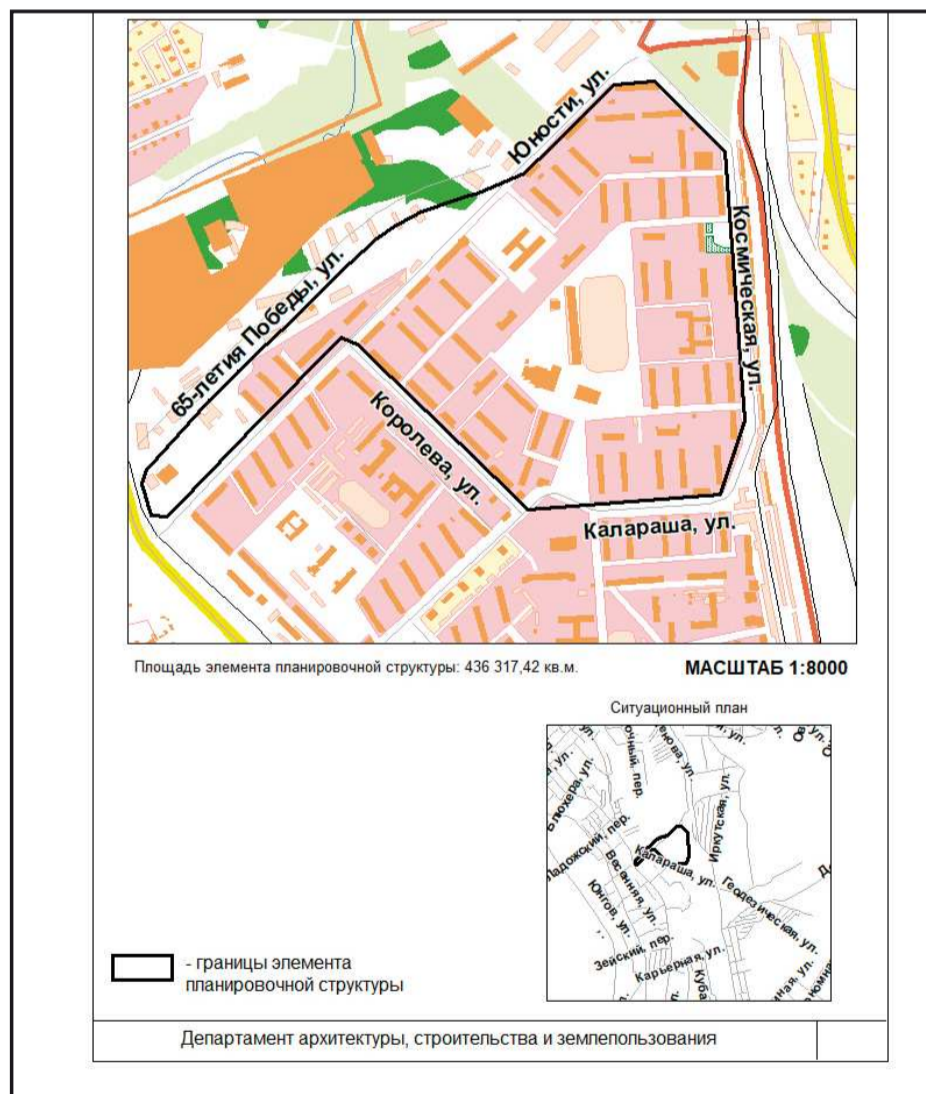 Юности, ул.
65-летия Победы, ул.
Космическая, ул.
Королева, ул.
Калараша, ул.
Площадь элемента планировочной структуры: 436 317,42 кв.м.
МАСШТАБ 1:8000
Ситуационный план
Блюхера, ул.
Ладожский, пер.
Весенняя, ул.
Юнгов, ул.
Зейский, пер.
Карьерная, ул.
Калараша, ул.
Иркутская, ул.
Геодезическая, ул.
- границы элемента
планировочной структуры
Департамент архитектуры, строительства и землепользования